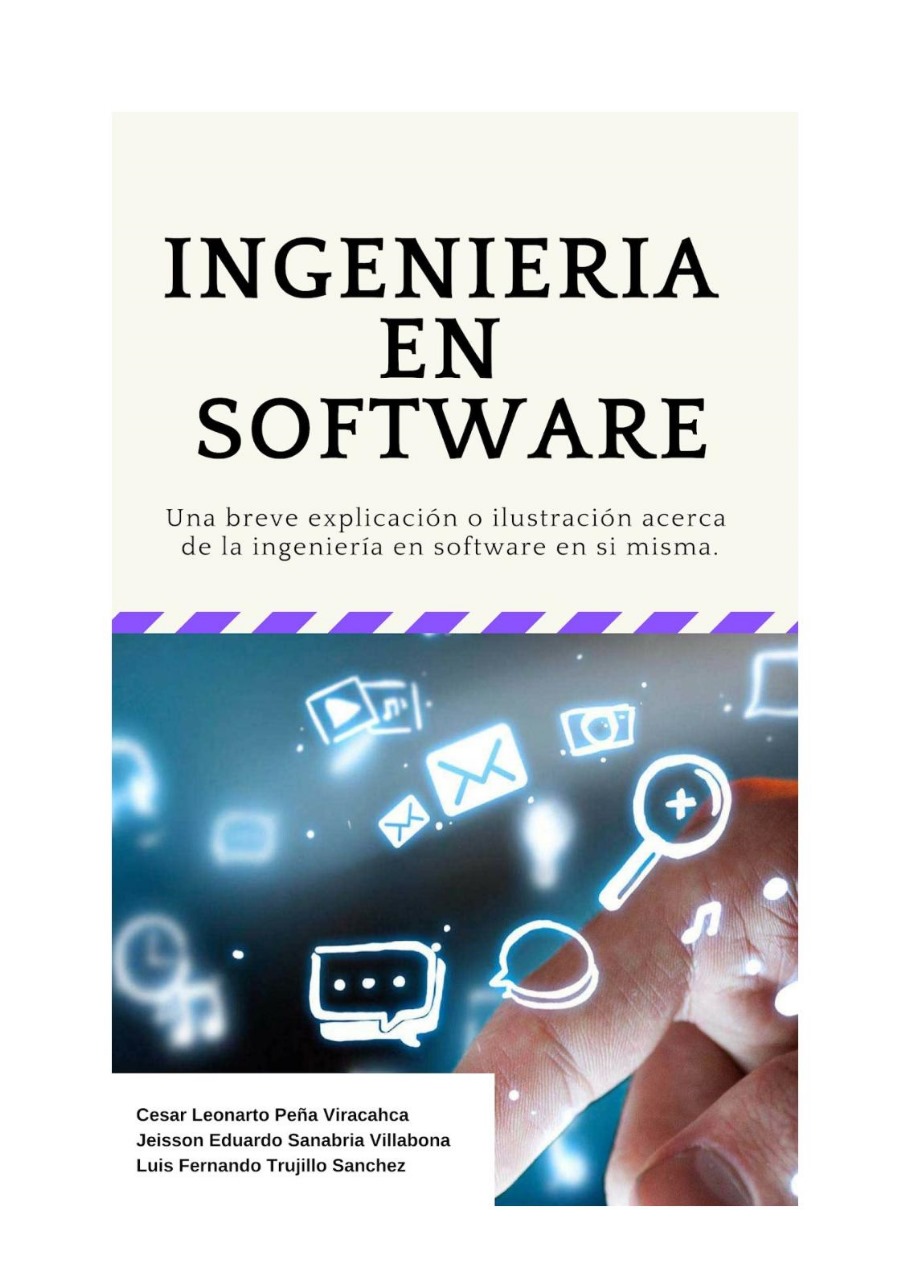 INGENIERIA
EN
SOFTWARE
Una breve explicación o ilustración acerca
de la ingeniería en software en si misma.
Cesar Leonarto Peña Viracahca
Jeisson Eduardo Sanabria Villabona
Luis Fernando Trujillo Sanchez